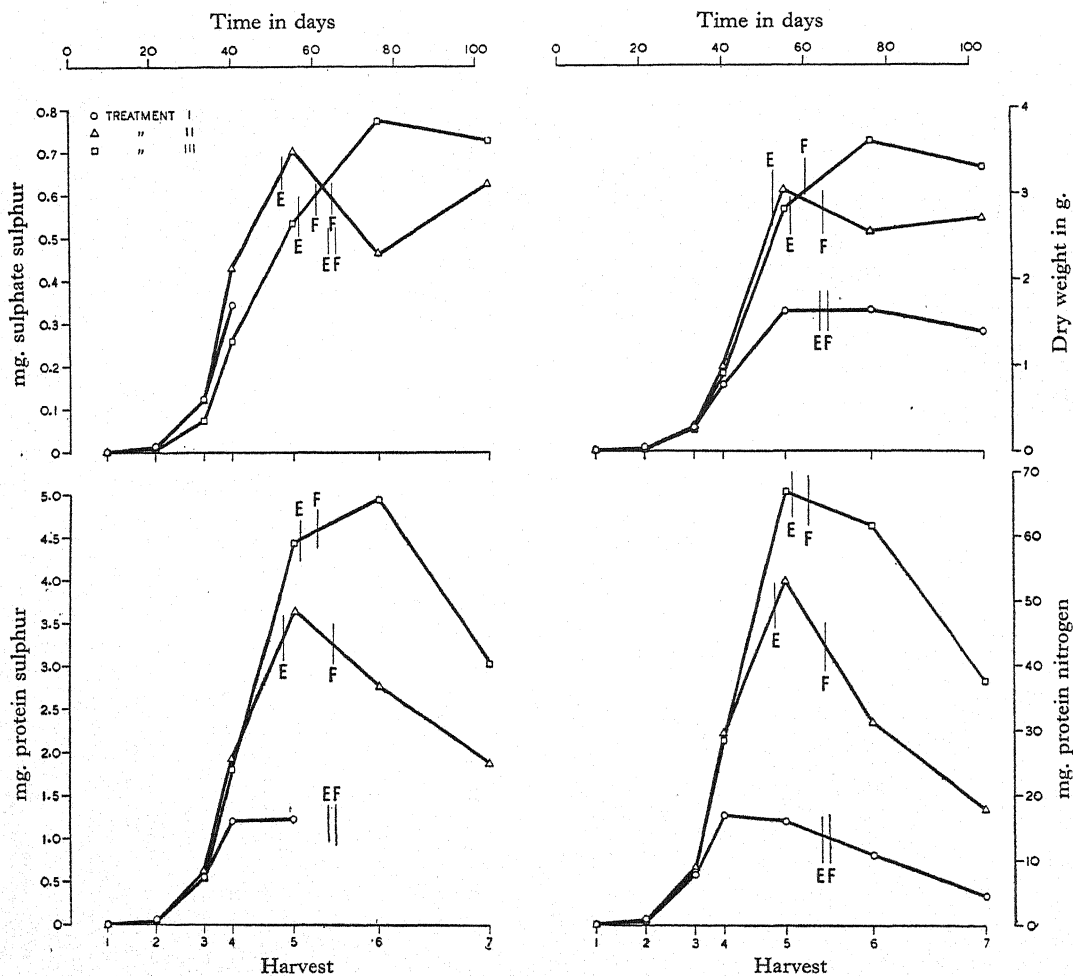 Time in days
0 20 40 60 80 100
Time in days
0 20 40 60 80 100
mg. sulphate sulphur
0.8
0.7
0.6
0.5
0.4
0.3
0.2
0.1
0
○ TREATMENT I
△ " II
□ " III
E
E
F
F
E F
Dry weight in g.
4
3
2
1
0
E
F
E
F
E F
mg. protein sulphur
5.0
4.5
4.0
3.5
3.0
2.5
2.0
1.5
1.0
0.5
0
E
F
E
F
E F
1 2 3 4 5 6 7
Harvest
mg. protein nitrogen
70
60
50
40
30
20
10
0
E
F
E
F
E F
1 2 3 4 5 6 7
Harvest